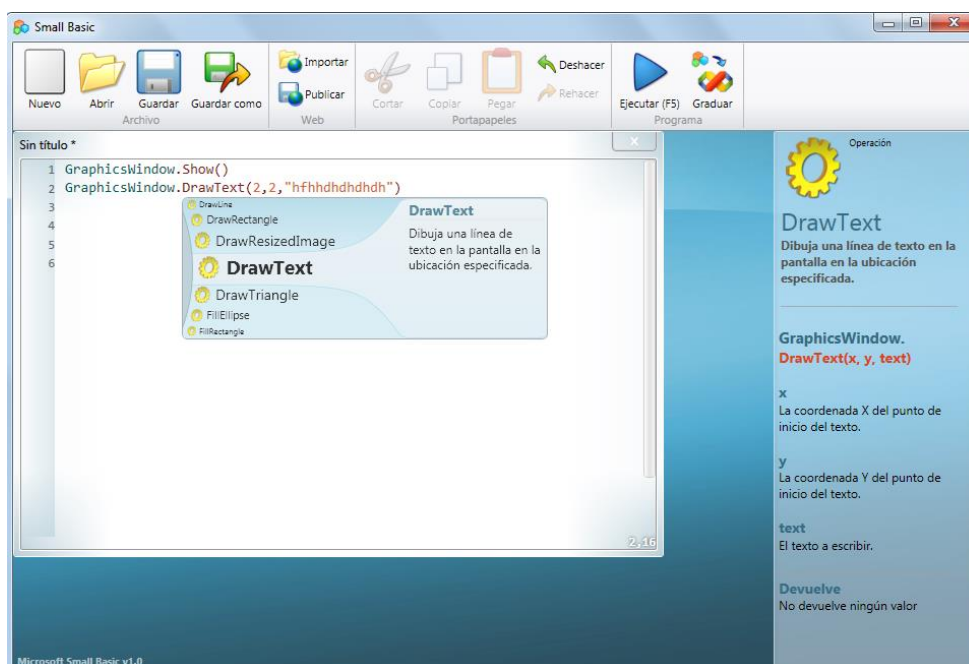 Small Basic
Nuevo
Abrir
Guardar
Guardar como
Archivo
Importar
Publicar
Web
Cortar
Copiar
Pegar
Deshacer
Rehacer
Portapapeles
Ejecutar (F5)
Graduar
Programa
Sin título *
1 GraphicsWindow.Show()
2 GraphicsWindow.DrawText(2,2,"hfhhdhdhdhdh")
3
4
5
6
DrawLine
DrawRectangle
DrawResizedImage
DrawText
DrawTriangle
FillEllipse
FillRectangle
DrawText
Dibuja una línea de
texto en la pantalla en la
ubicación especificada.
2,16
Operación
DrawText
Dibuja una línea de texto en la
pantalla en la ubicación
especificada.
GraphicsWindow.
DrawText(x, y, text)
x
La coordenada X del punto de
inicio del texto.
y
La coordenada Y del punto de
inicio del texto.
text
El texto a escribir.
Devuelve
No devuelve ningún valor
Microsoft Small Basic v1.0